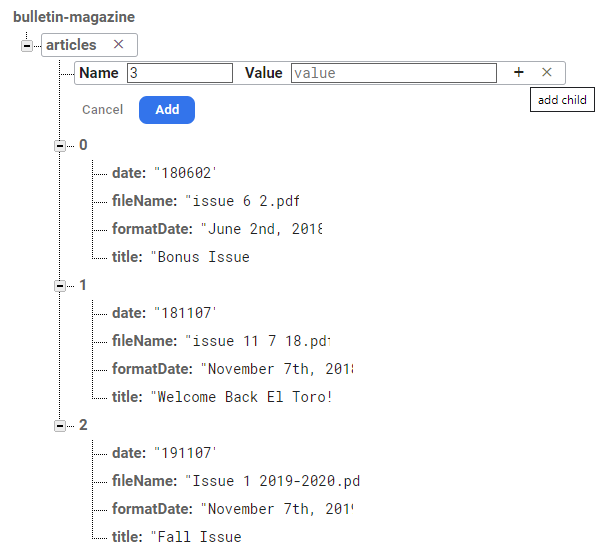 bulletin-magazine
articles ×
Name 3 Value value + ×
add child
Cancel Add
0
date: "180602"
fileName: "issue 6 2.pdf
formatDate: "June 2nd, 2018
title: "Bonus Issue
1
date: "181107"
fileName: "issue 11 7 18.pdf
formatDate: "November 7th, 2018
title: "Welcome Back El Toro!
2
date: "191107"
fileName: "Issue 1 2019-2020.pd
formatDate: "November 7th, 2019
title: "Fall Issue